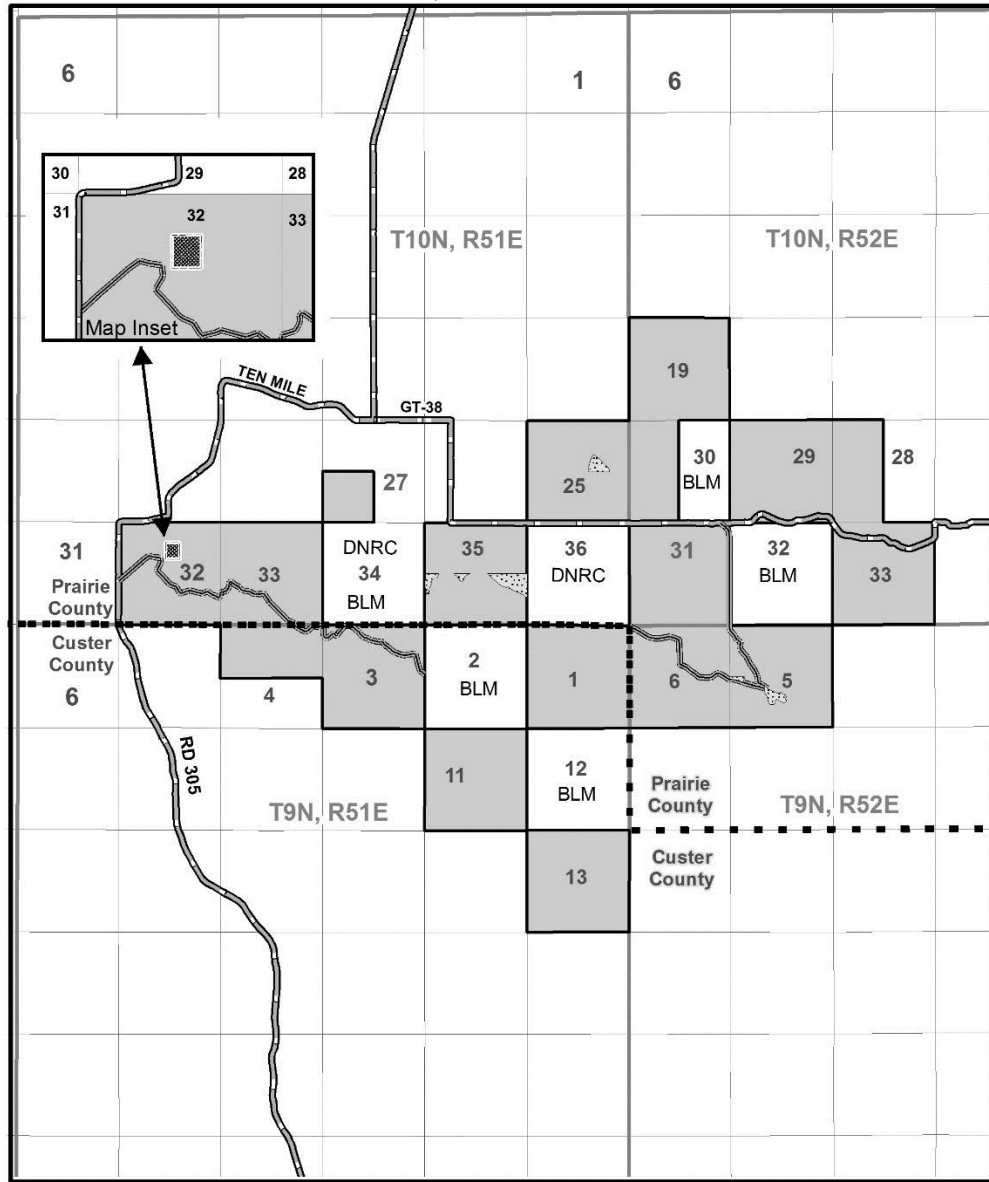 6
1
6
30
29
28
31
32
33
Map Inset
T10N, R51E
T10N, R52E
TEN MILE
GT-38
19
27
25
30
BLM
29
28
31
32
33
DNRC
34
BLM
35
36
DNRC
31
32
BLM
33
Prairie
County
Custer
County
6
4
3
2
BLM
1
6
5
RD 305
11
12
BLM
T9N, R51E
Prairie
County
T9N, R52E
Custer
County
13